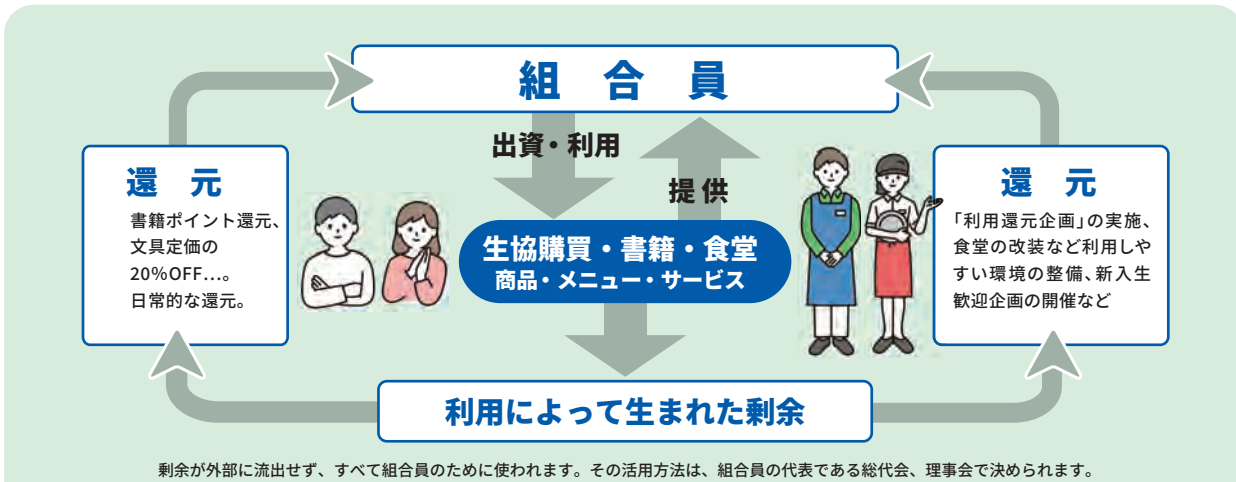 組合員
出資・利用
提供
還元
書籍ポイント還元、
文具定価の
20%OFF…。
日常的な還元。
生協購買・書籍・食堂
商品・メニュー・サービス
還元
「利用還元企画」の実施、
食堂の改装など利用しや
すい環境の整備、新入生
歓迎企画の開催など
利用によって生まれた剰余
剰余が外部に流出せず、すべて組合員のために使われます。その活用方法は、組合員の代表である総代会、理事会で決められます。